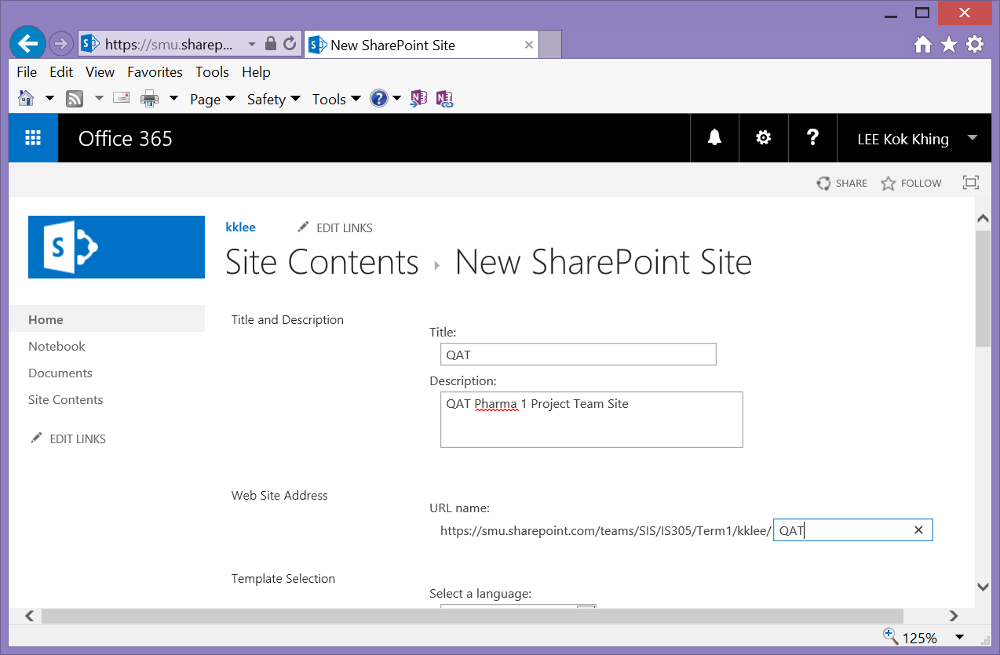 https://smu.sharep...
New SharePoint Site
File Edit View Favorites Tools Help
Page Safety Tools
Office 365
LEE Kok Khing
SHARE FOLLOW
kklee
EDIT LINKS
Site Contents New SharePoint Site
Home
Notebook
Documents
Site Contents
EDIT LINKS
Title and Description
Title:
QAT
Description:
QAT Pharma 1 Project Team Site
Web Site Address
URL name:
https://smu.sharepoint.com/teams/SIS/IS305/Term1/kklee/ QAT
Template Selection
Select a language:
125%